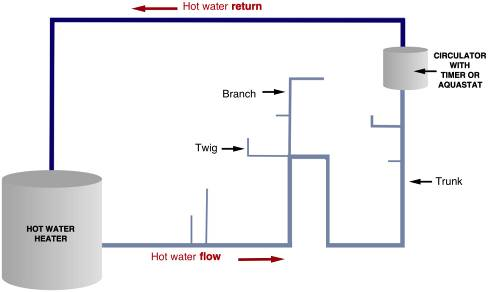 Hot water return
CIRCULATOR
WITH
TIMER OR
AQUASTAT
Branch
Twig
Trunk
HOT WATER
HEATER
Hot water flow